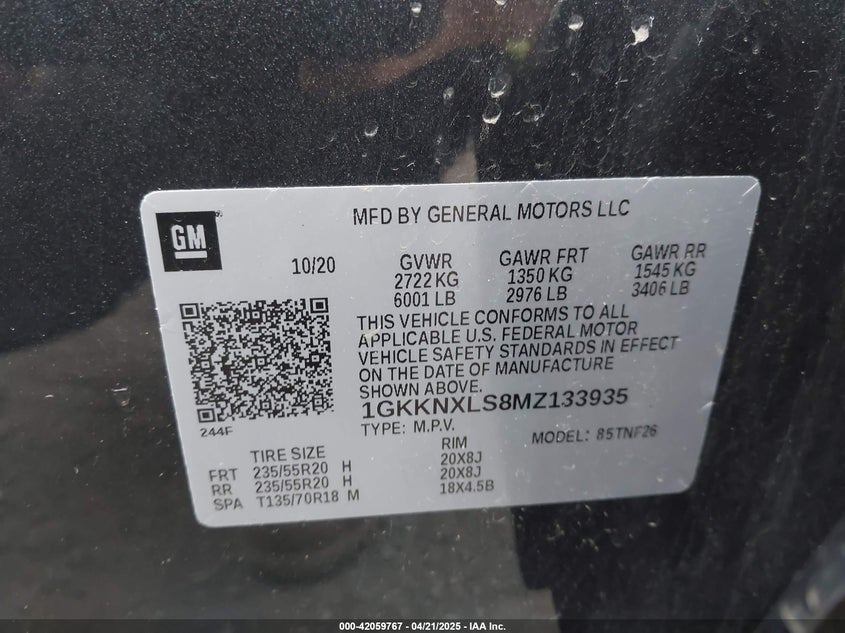 MFD BY GENERAL MOTORS LLC
GM
10/20
GVWR GAWR FRT GAWR RR
2722 KG 1350 KG 1545 KG
6001 LB 2976 LB 3406 LB
THIS VEHICLE CONFORMS TO ALL
APPLICABLE U.S. FEDERAL MOTOR
VEHICLE SAFETY STANDARDS IN EFFECT
ON THE DATE OF MANUFACTURE
SHOWN ABOVE.
1GKKNXLS8MZ133935
244F
TYPE: M.P.V. MODEL: 85TNF26
TIRE SIZE RIM
FRT 235/55R20 H 20X8J
RR 235/55R20 H 20X8J
SPA T135/70R18 M 18X4.5B
000-42059767 - 04/21/2025 - IAA Inc.